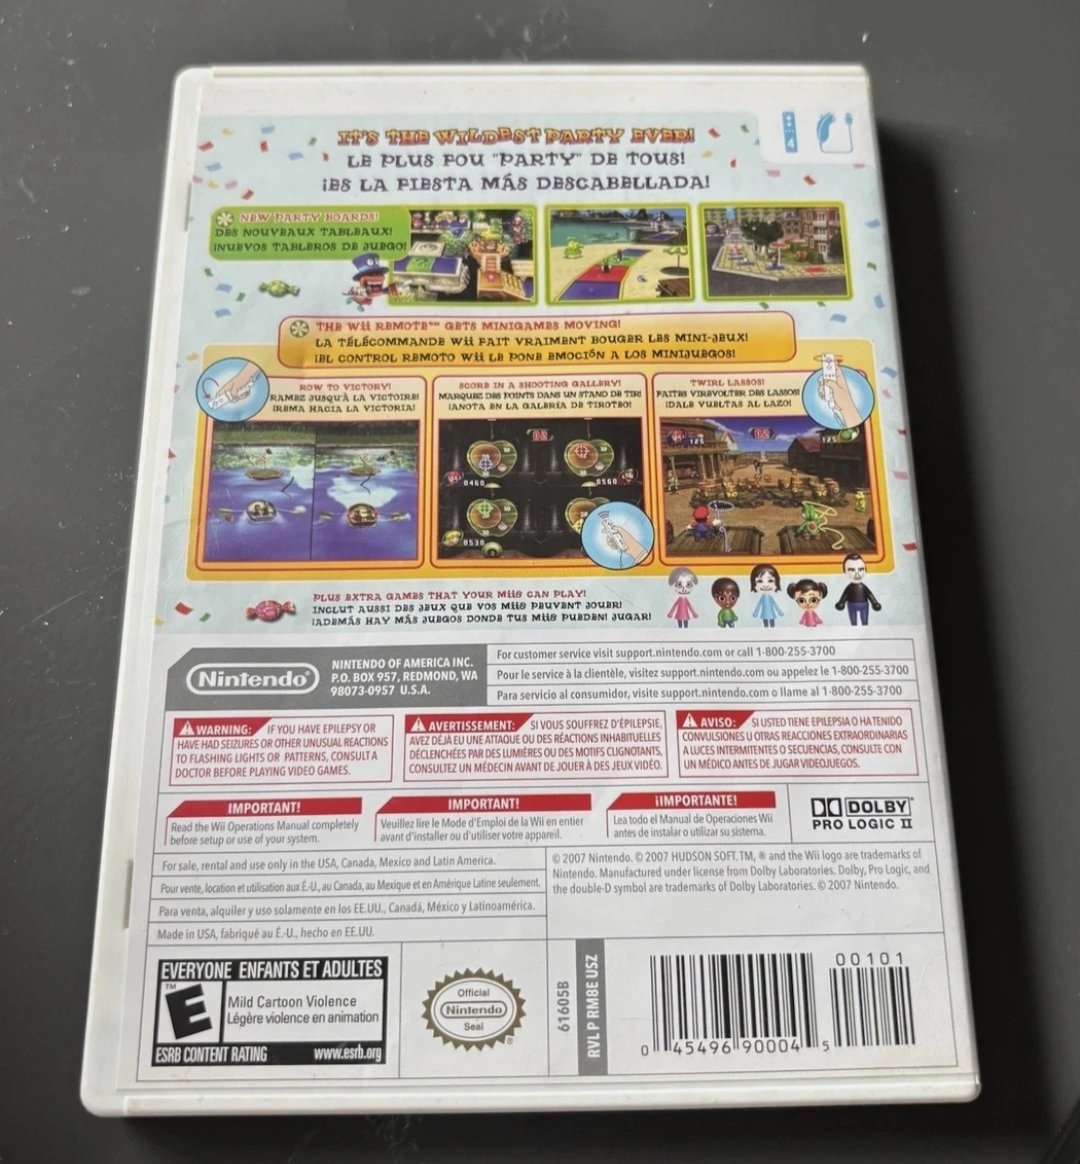 IT'S THE WILDEST PARTY EVER!
LE PLUS FOU "PARTY" DE TOUS!
¡ES LA FIESTA MÁS DESCABELLADA!
4
NEW PARTY BOARDS!
DES NOUVEAUX TABLEAUX!
¡NUEVOS TABLEROS DE JUEGO!
THE Wii REMOTE™ GETS MINIGAMES MOVING!
LA TÉLÉCOMMANDE Wii FAIT VRAIMENT BOUGER LES MINI-JEUX!
¡EL CONTROL REMOTO Wii LE PONE EMOCIÓN A LOS MINIJUEGOS!
ROW TO VICTORY!
RAMEZ JUSQU'À LA VICTOIRE!
¡REMA HACIA LA VICTORIA!
SCORE IN A SHOOTING GALLERY!
MARQUEZ DES POINTS DANS UN STAND DE TIR!
¡ANOTA EN LA GALERÍA DE TIROTEO!
TWIRL LASSOS!
FAITES VIREVOLTER DES LASSOS!
¡DALE VUELTAS AL LAZO!
0460
0560
0530
125
125
PLUS EXTRA GAMES THAT YOUR Miis CAN PLAY!
INCLUT AUSSI DES JEUX QUE VOS Miis PEUVENT JOUER!
¡ADEMÁS HAY MÁS JUEGOS DONDE TUS Miis PUEDEN! JUGAR!
Nintendo®
NINTENDO OF AMERICA INC.
P.O. BOX 957, REDMOND, WA
98073-0957 U.S.A.
For customer service visit support.nintendo.com or call 1-800-255-3700
Pour le service à la clientèle, visitez support.nintendo.com ou appelez le 1-800-255-3700
Para servicio al consumidor, visite support.nintendo.com o llame al 1-800-255-3700
WARNING: IF YOU HAVE EPILEPSY OR
HAVE HAD SEIZURES OR OTHER UNUSUAL REACTIONS
TO FLASHING LIGHTS OR PATTERNS, CONSULT A
DOCTOR BEFORE PLAYING VIDEO GAMES.
AVERTISSEMENT: SI VOUS SOUFFREZ D'ÉPILEPSIE,
AVEZ DÉJÀ EU UNE ATTAQUE OU DES RÉACTIONS INHABITUELLES
DÉCLENCHÉES PAR DES LUMIÈRES OU DES MOTIFS CLIGNOTANTS,
CONSULTEZ UN MÉDECIN AVANT DE JOUER À DES JEUX VIDÉO.
AVISO: SI USTED TIENE EPILEPSIA O HA TENIDO
CONVULSIONES U OTRAS REACCIONES EXTRAORDINARIAS
A LUCES INTERMITENTES O SECUENCIAS, CONSULTE CON
UN MÉDICO ANTES DE JUGAR VIDEOJUEGOS.
IMPORTANT!
Read the Wii Operations Manual completely
before setup or use of your system.
IMPORTANT!
Veuillez lire le Mode d'Emploi de la Wii en entier
avant d'installer ou d'utiliser votre appareil.
¡IMPORTANTE!
Lea todo el Manual de Operaciones Wii
antes de instalar o utilizar su sistema.
DOLBY
PRO LOGIC II
For sale, rental and use only in the USA, Canada, Mexico and Latin America.
Pour vente, location et utilisation aux É.-U., au Canada, au Mexique et en Amérique Latine seulement.
Para venta, alquiler y uso solamente en los EE.UU., Canadá, México y Latinoamérica.
Made in USA, fabriqué au É.-U., hecho en EE.UU.
© 2007 Nintendo. © 2007 HUDSON SOFT. TM, ® and the Wii logo are trademarks of
Nintendo. Manufactured under license from Dolby Laboratories. Dolby, Pro Logic, and
the double-D symbol are trademarks of Dolby Laboratories. © 2007 Nintendo.
EVERYONE ENFANTS ET ADULTES
TM
E
Mild Cartoon Violence
Légère violence en animation
ESRB CONTENT RATING www.esrb.org
Official
Nintendo
Seal
®
61605B
RVL P RM8E USZ
00101
0 45496 90004 5